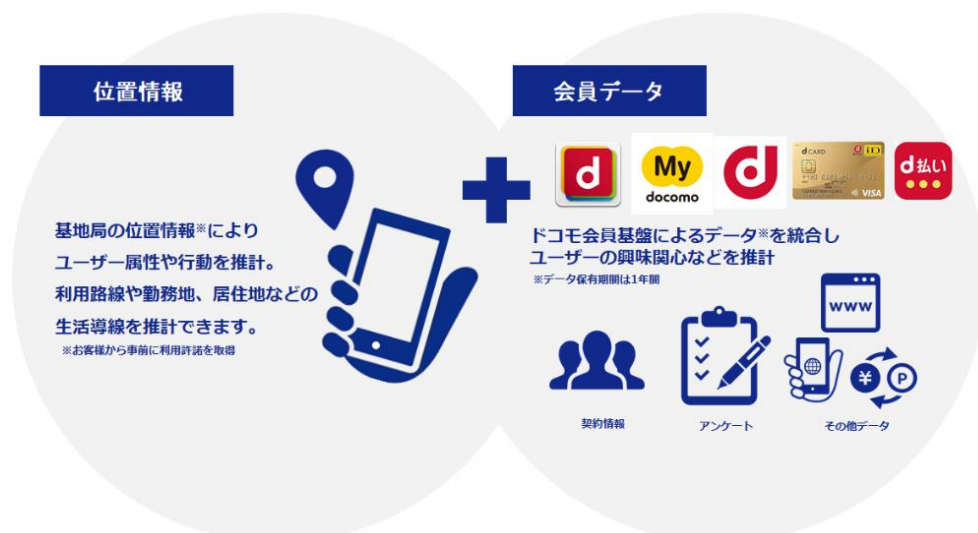 位置情報
基地局の位置情報※により
ユーザー属性や行動を推計。
利用路線や勤務地、居住地などの
生活導線を推計できます。
※お客様から事前に利用許諾を取得
会員データ
d
My
docomo
d
d CARD
iD
VISA
d払い
ドコモ会員基盤によるデータ※を統合し
ユーザーの興味関心などを推計
※データ保有期間は1年間
www
¥
P
契約情報
アンケート
その他データ